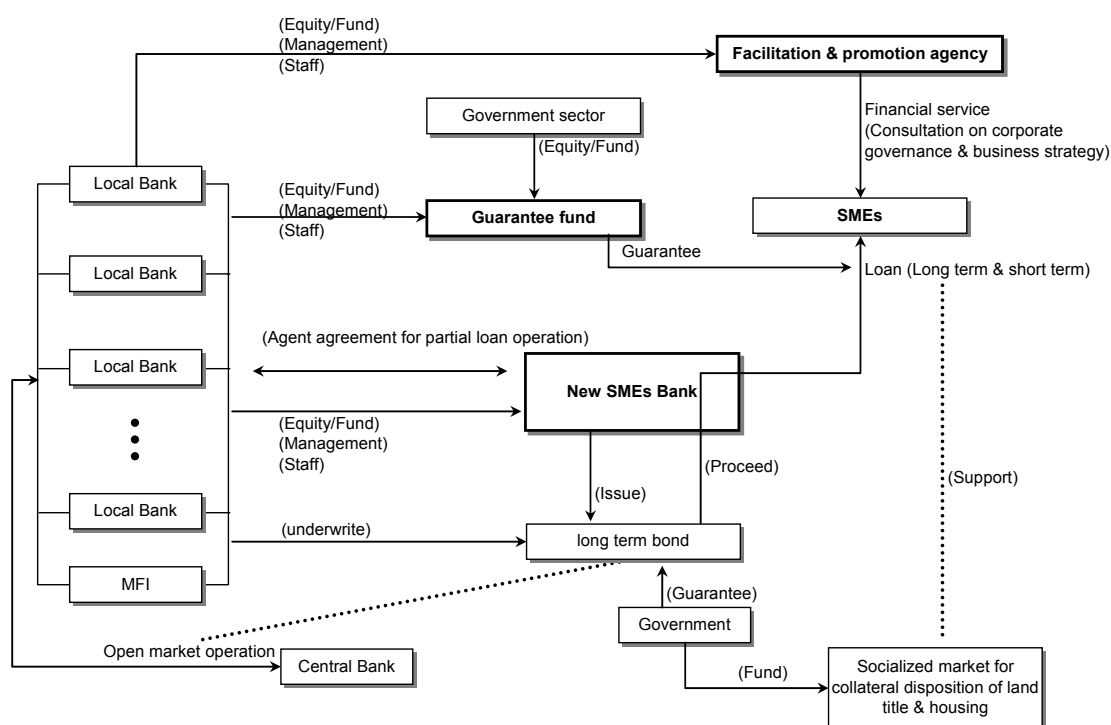 (Equity/Fund)
(Management)
(Staff)
Facilitation & promotion agency
Government sector
(Equity/Fund)
Financial service
(Consultation on corporate
governance & business strategy)
Local Bank
(Equity/Fund)
(Management)
(Staff)
Guarantee fund
SMEs
Guarantee
Local Bank
Loan (Long term & short term)
(Agent agreement for partial loan operation)
Local Bank
New SMEs Bank
(Equity/Fund)
(Management)
(Staff)
(Proceed)
(Support)
(Issue)
Local Bank
(underwrite)
long term bond
MFI
(Guarantee)
Government
Open market operation
Central Bank
(Fund)
Socialized market for
collateral disposition of land
title & housing